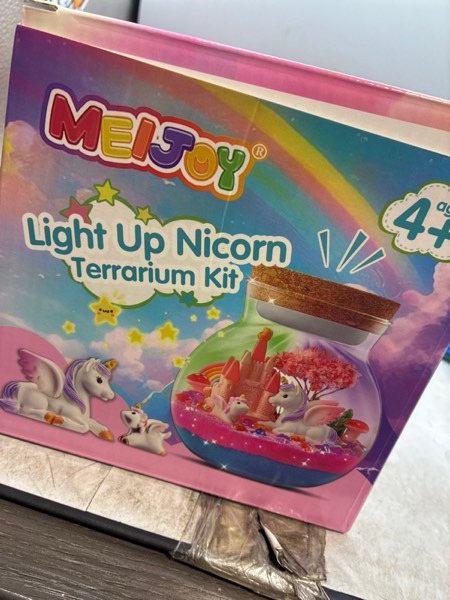 MEIJOY®
Light Up Nicorn
Terrarium Kit
4+